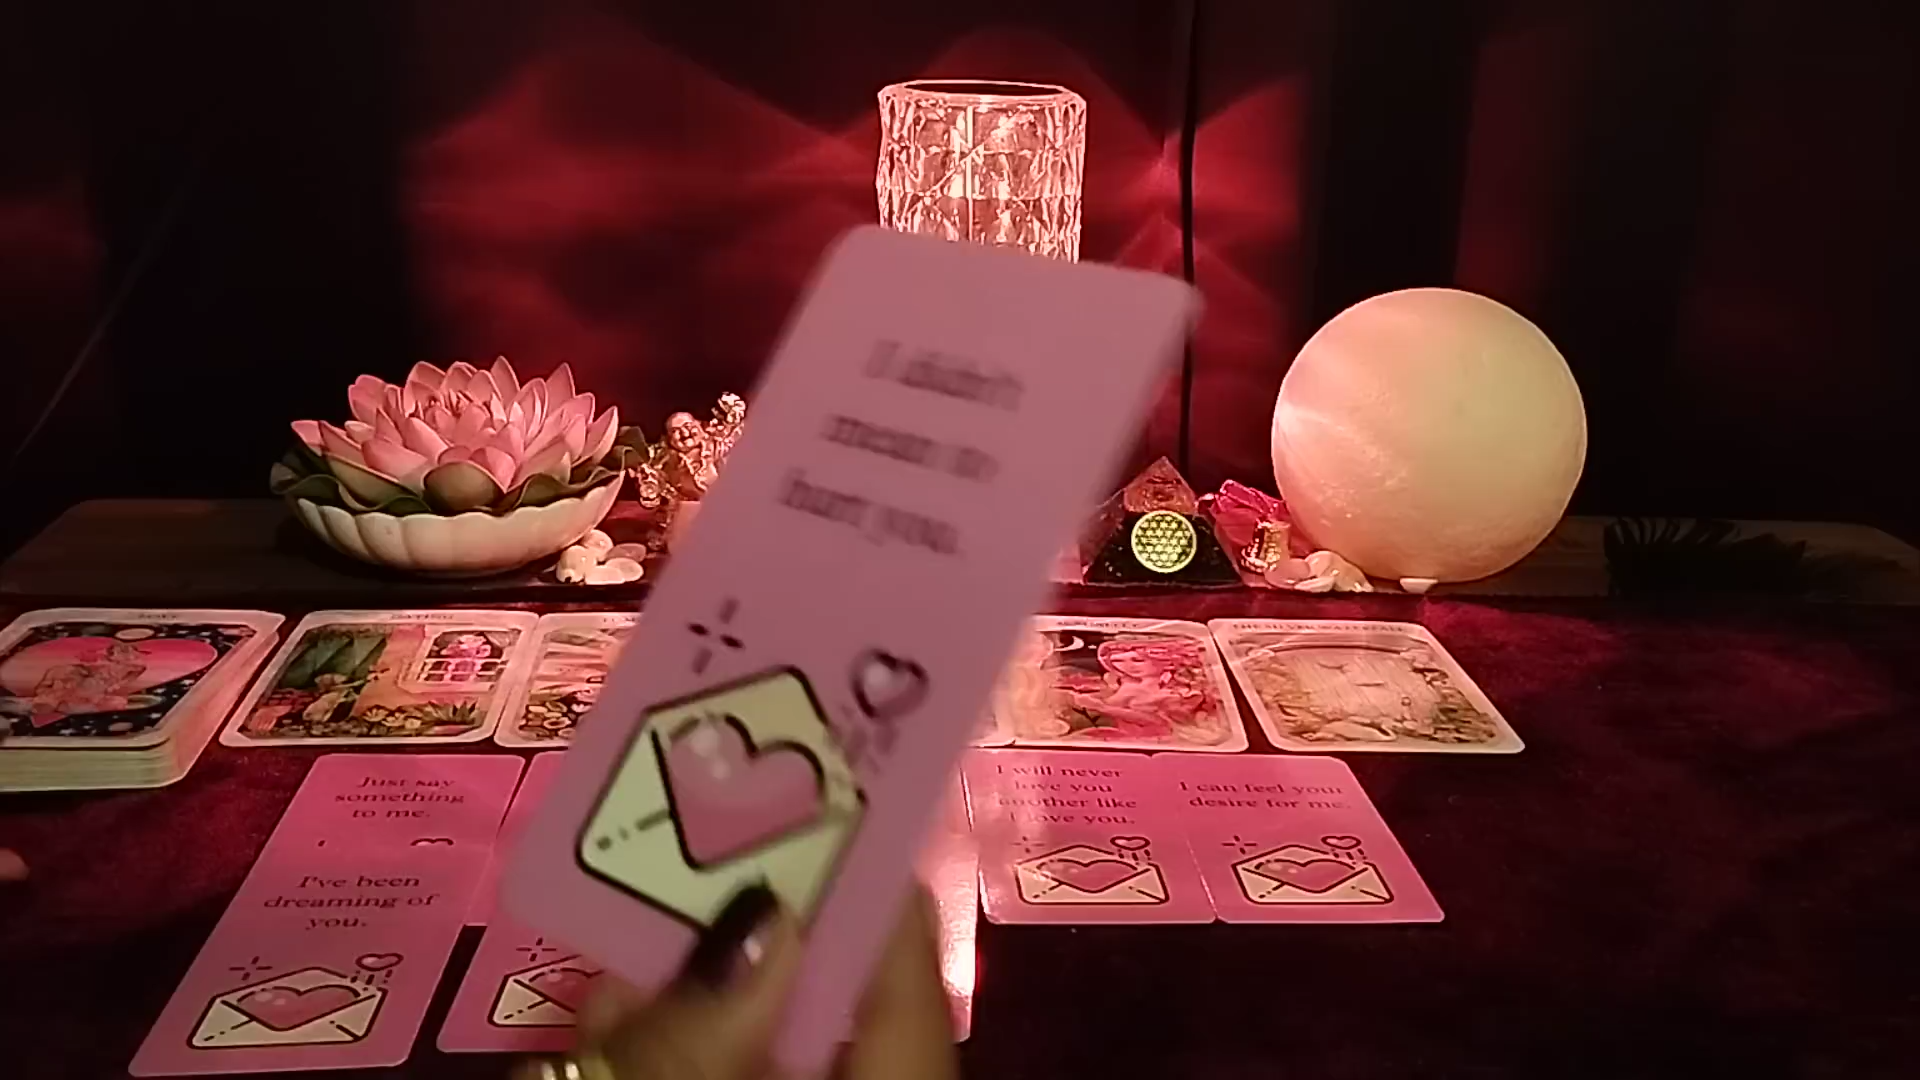 I didn't
mean to
hurt you.
Just say
something
to me.
I've been
dreaming of
you.
I will never
love you
another like
I love you.
I can feel your
desire for me.